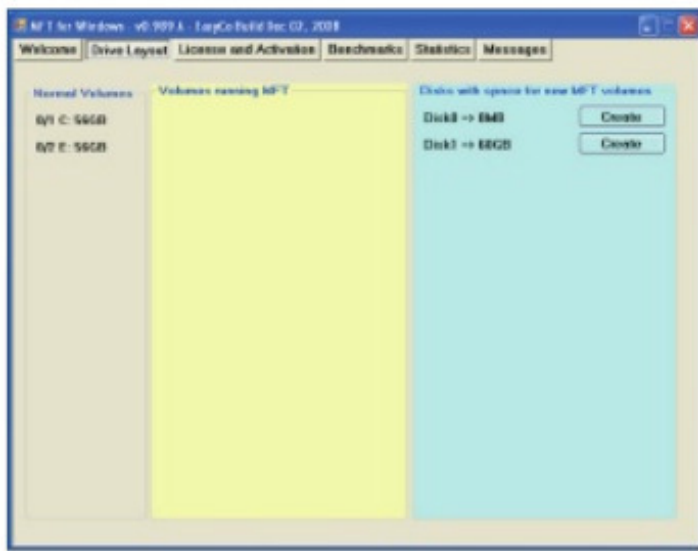 MFT for Windows - v0.989 A - EasyCo Build Dec 02, 2008
Welcome Drive Layout License and Activation Benchmarks Statistics Messages
Normal Volumes Volumes running MFT Disks with space for new MFT volumes
0/1 C: 56GB Disk0 -> 8MB Create
0/2 E: 56GB Disk1 -> 60GB Create